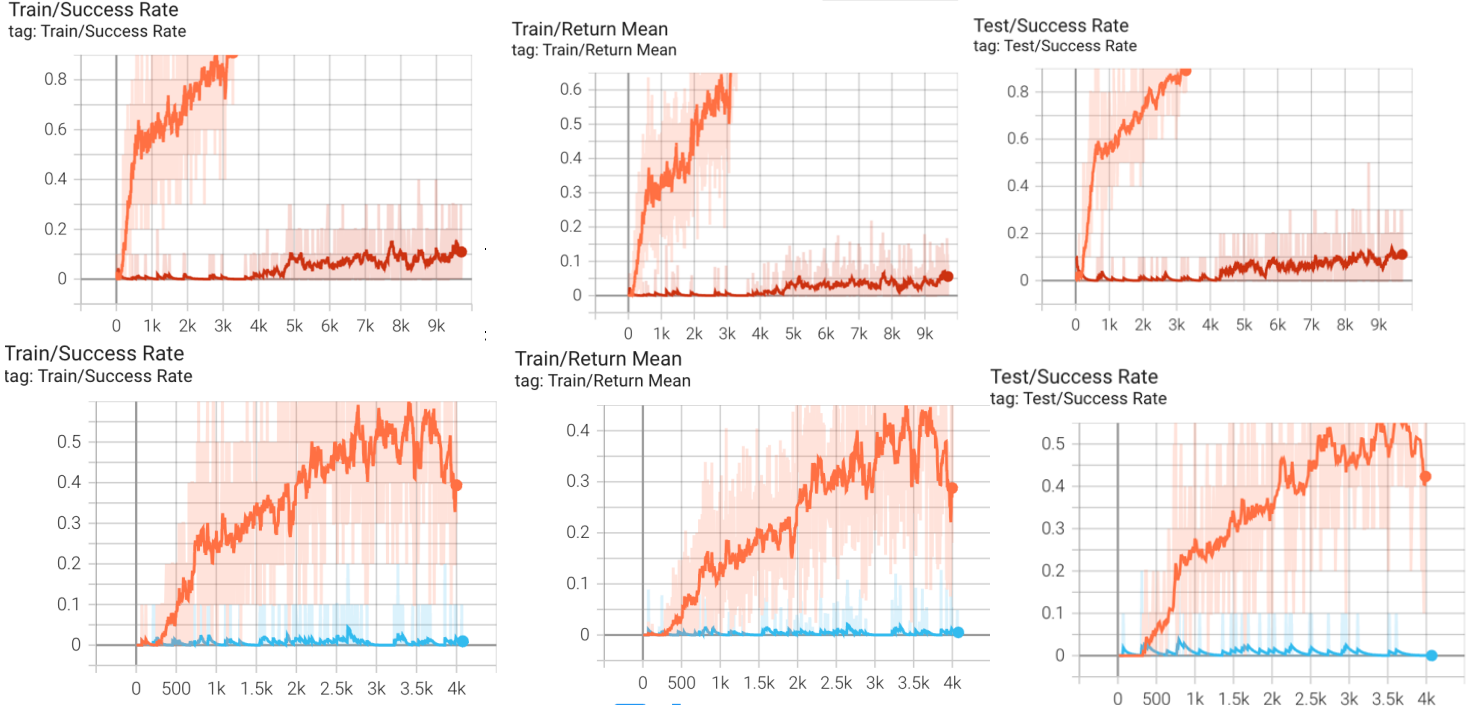 Train/Success Rate
tag: Train/Success Rate
0.8
0.6
0.4
0.2
0
0 1k 2k 3k 4k 5k 6k 7k 8k 9k
Train/Return Mean
tag: Train/Return Mean
0.6
0.5
0.4
0.3
0.2
0.1
0
0 1k 2k 3k 4k 5k 6k 7k 8k 9k
Test/Success Rate
tag: Test/Success Rate
0.8
0.6
0.4
0.2
0
0 1k 2k 3k 4k 5k 6k 7k 8k 9k
Train/Success Rate
tag: Train/Success Rate
0.5
0.4
0.3
0.2
0.1
0
0 500 1k 1.5k 2k 2.5k 3k 3.5k 4k
Train/Return Mean
tag: Train/Return Mean
0.4
0.3
0.2
0.1
0
0 500 1k 1.5k 2k 2.5k 3k 3.5k 4k
Test/Success Rate
tag: Test/Success Rate
0.5
0.4
0.3
0.2
0.1
0
0 500 1k 1.5k 2k 2.5k 3k 3.5k 4k